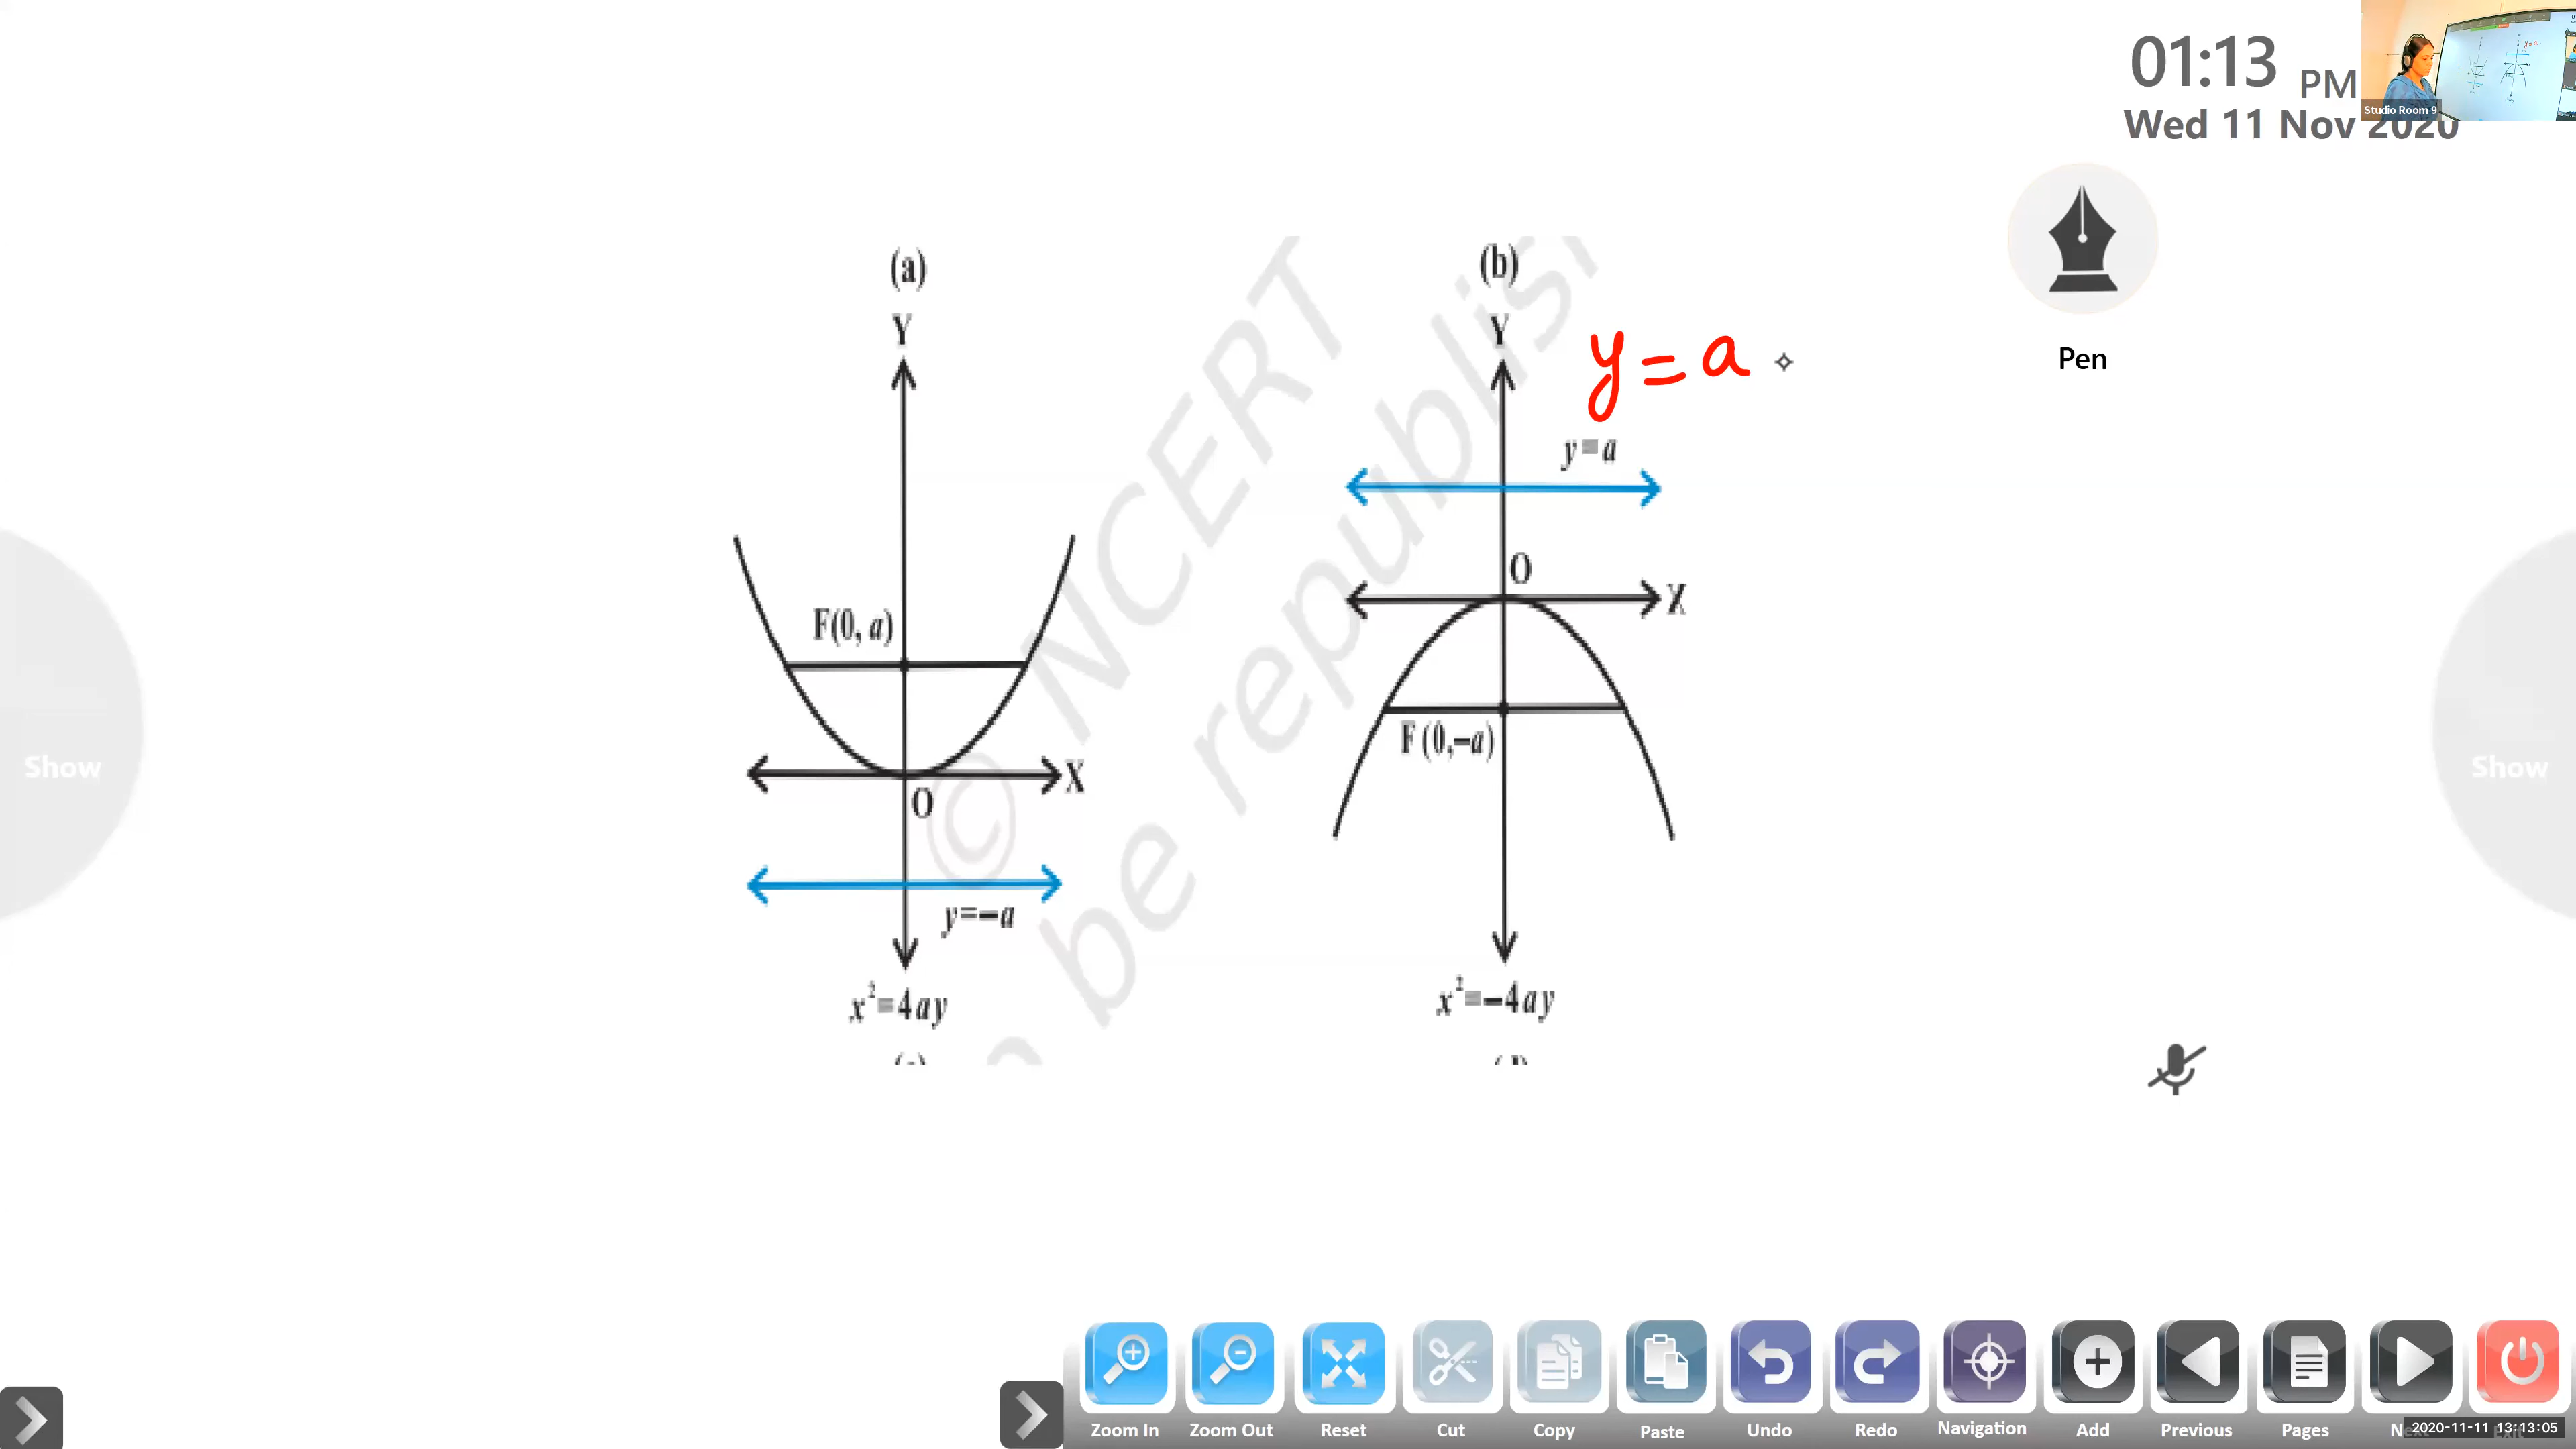 01:13 PM
Studio Room 9
Wed 11 Nov 2020
Pen
(a)
Y
F(0, a)
X
O
y=–a
x²=4ay
(b)
Y
y = a
y=a
O
X
F (0,–a)
x²=–4ay
© NCERT
be republis
Show
Show
Zoom In
Zoom Out
Reset
Cut
Copy
Paste
Undo
Redo
Navigation
Add
Previous
Pages
2020-11-11 13:13:05